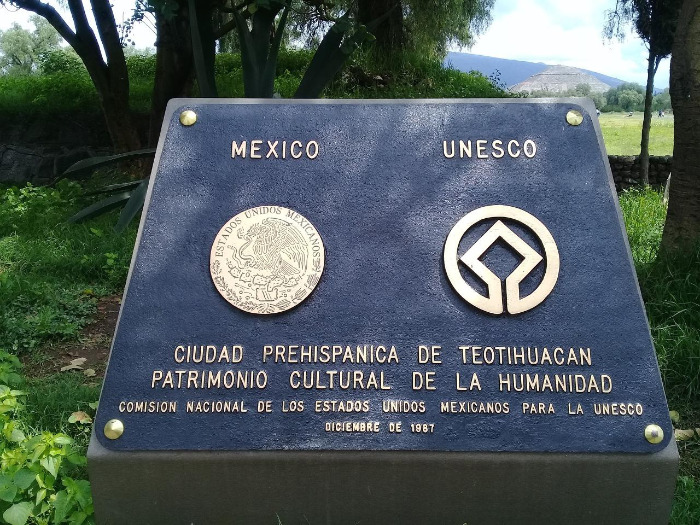 MEXICO
UNESCO
ESTADOS UNIDOS MEXICANOS
CIUDAD PREHISPANICA DE TEOTIHUACAN
PATRIMONIO CULTURAL DE LA HUMANIDAD
COMISION NACIONAL DE LOS ESTADOS UNIDOS MEXICANOS PARA LA UNESCO
DICIEMBRE DE 1987